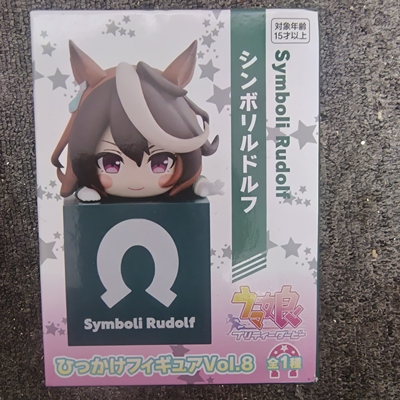 対象年齢
15才以上
Symboli Rudolf
シンボリルドルフ
Symboli Rudolf
ウマ娘
プリティーダービー
ひっかけフィギュアVol.8
全1種